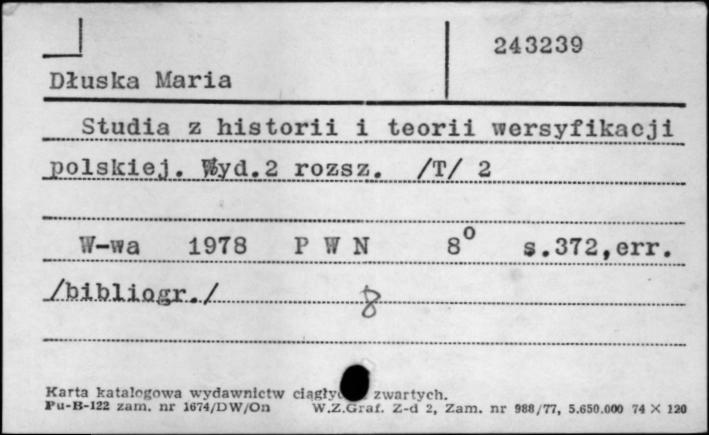 243239
Dłuska Maria
Studia z historii i teorii wersyfikacji
polskiej. Wyd.2 rozsz. /T/ 2
W-wa 1978 P W N 8° s.372,err.
/bibliogr./ 8
Karta katalogowa wydawnictw zwartych.
Pu-B-122 zam. nr 1674/DW/On W.Z.Graf. Z-d 2, Zam. nr 988/77, 5.650.000 74 X 120